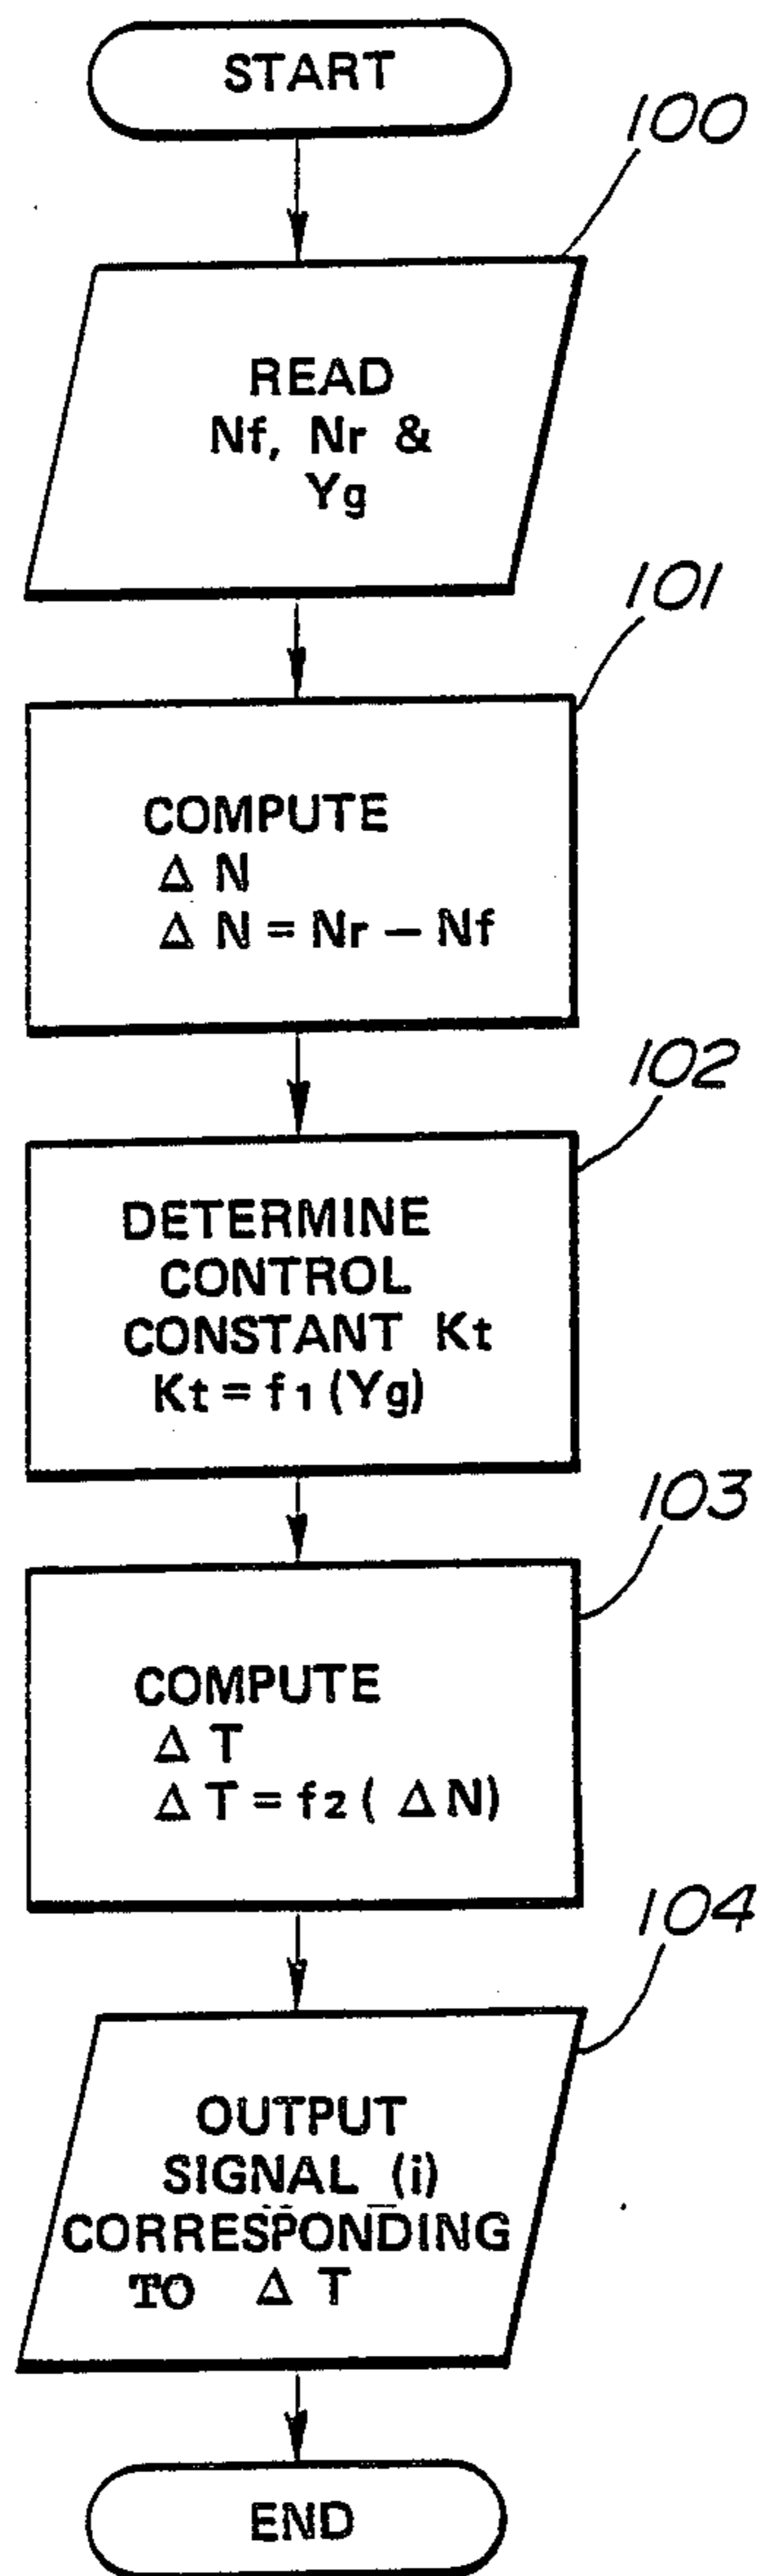 START
100
READ
Nf, Nr &
Yg
101
COMPUTE
Δ N
Δ N = Nr – Nf
102
DETERMINE
CONTROL
CONSTANT Kt
Kt = f1 (Yg)
103
COMPUTE
Δ T
Δ T = f2 ( Δ N)
104
OUTPUT
SIGNAL (i)
CORRESPONDING
TO Δ T
END